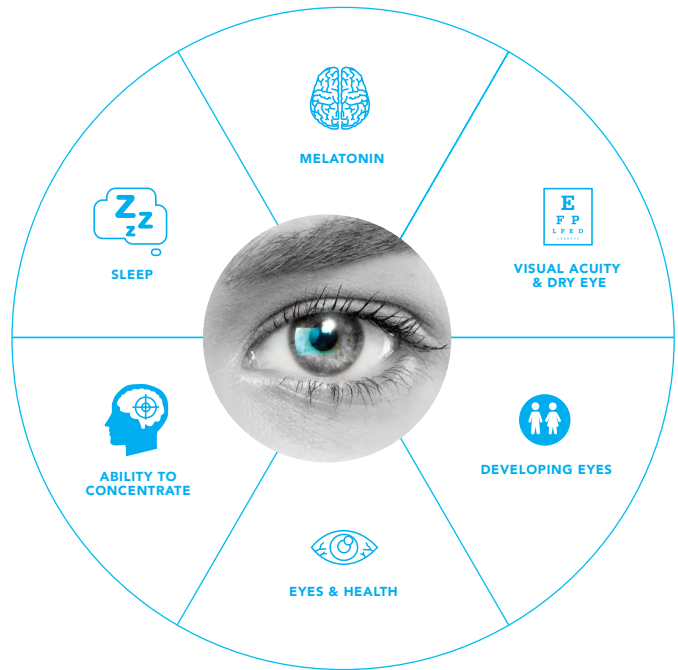 MELATONIN
Z Z Z
SLEEP
E
F P
L P E D
VISUAL ACUITY
& DRY EYE
ABILITY TO
CONCENTRATE
DEVELOPING EYES
EYES & HEALTH